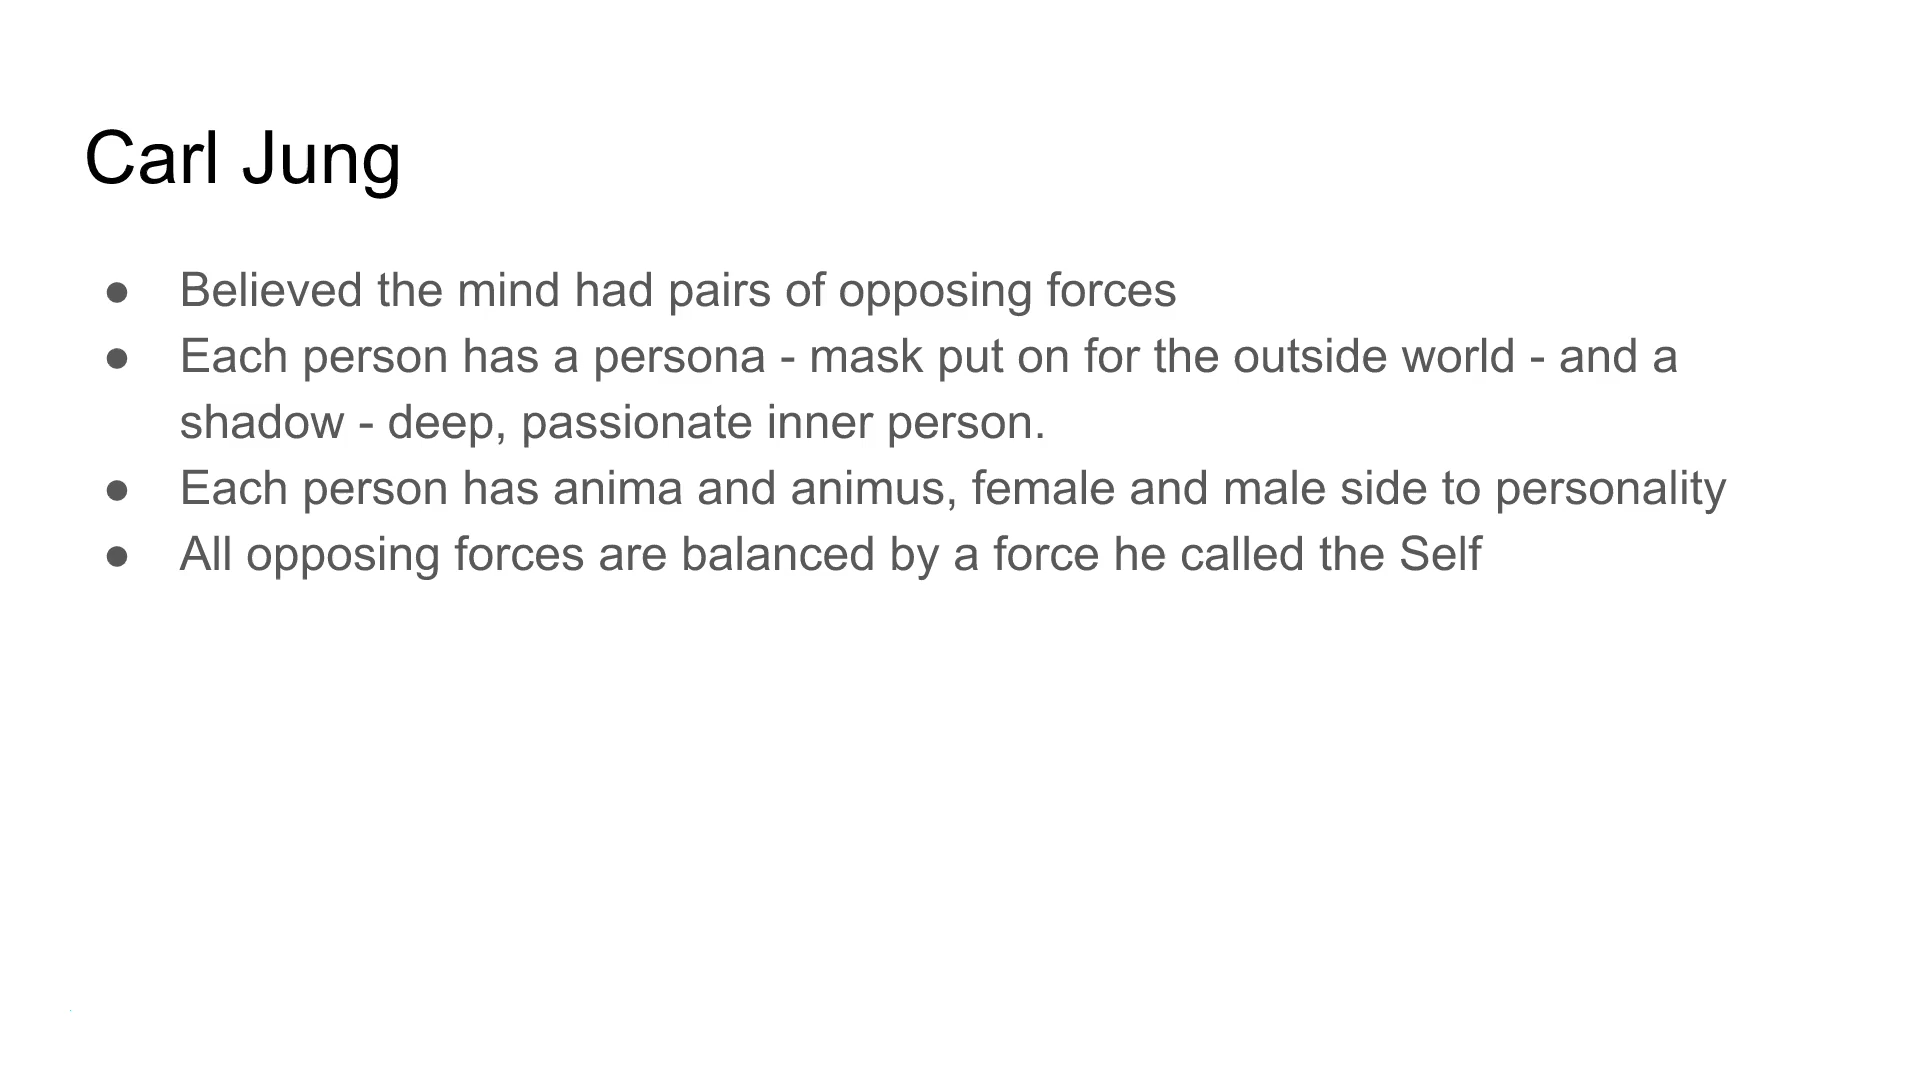 Carl Jung
● Believed the mind had pairs of opposing forces
● Each person has a persona - mask put on for the outside world - and a
shadow - deep, passionate inner person.
● Each person has anima and animus, female and male side to personality
● All opposing forces are balanced by a force he called the Self